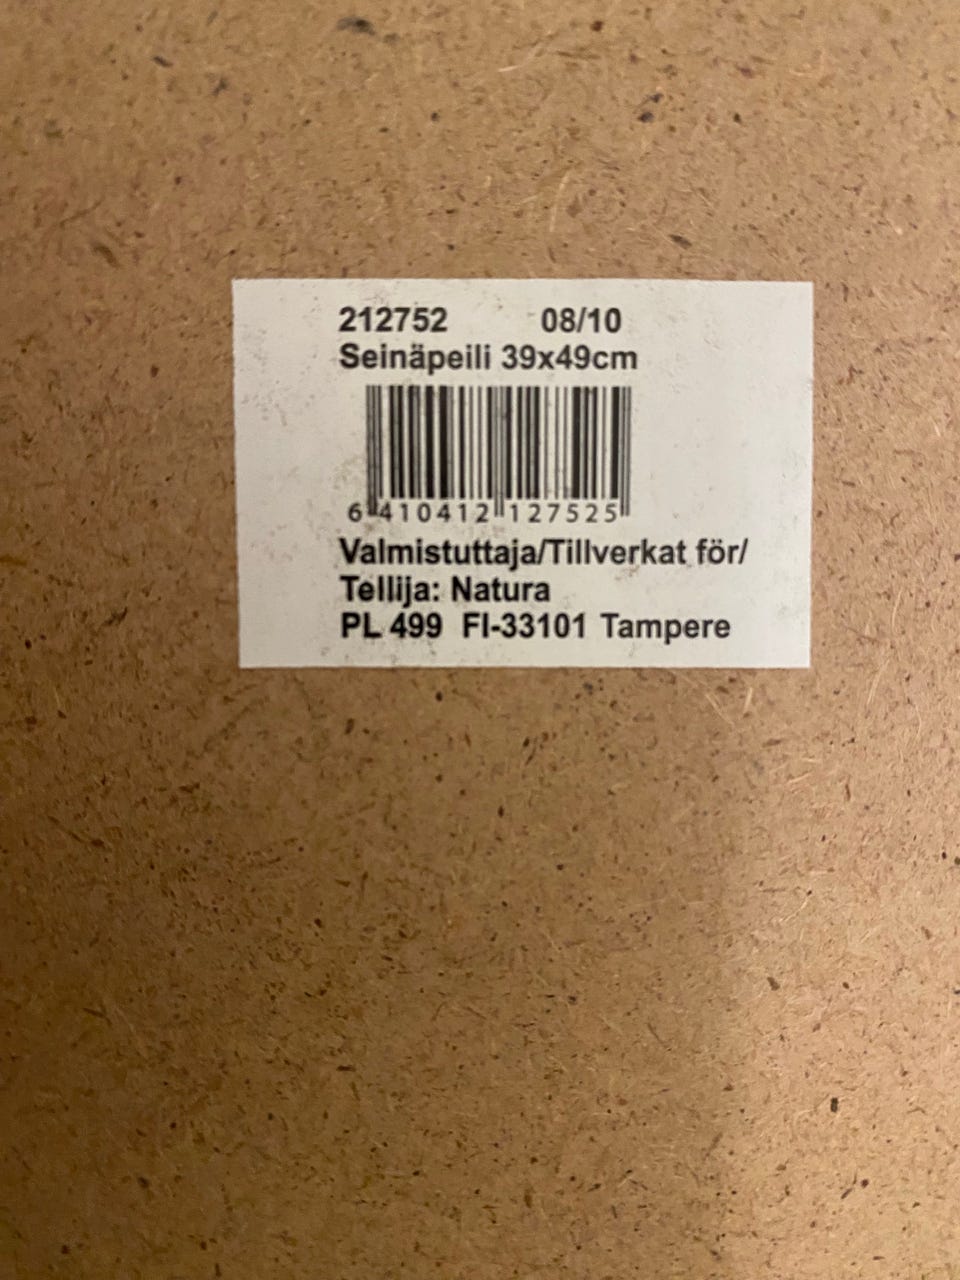 212752 08/10
Seinäpeili 39x49cm
6 410412 127525
Valmistuttaja/Tillverkat för/
Tellija: Natura
PL 499 FI-33101 Tampere